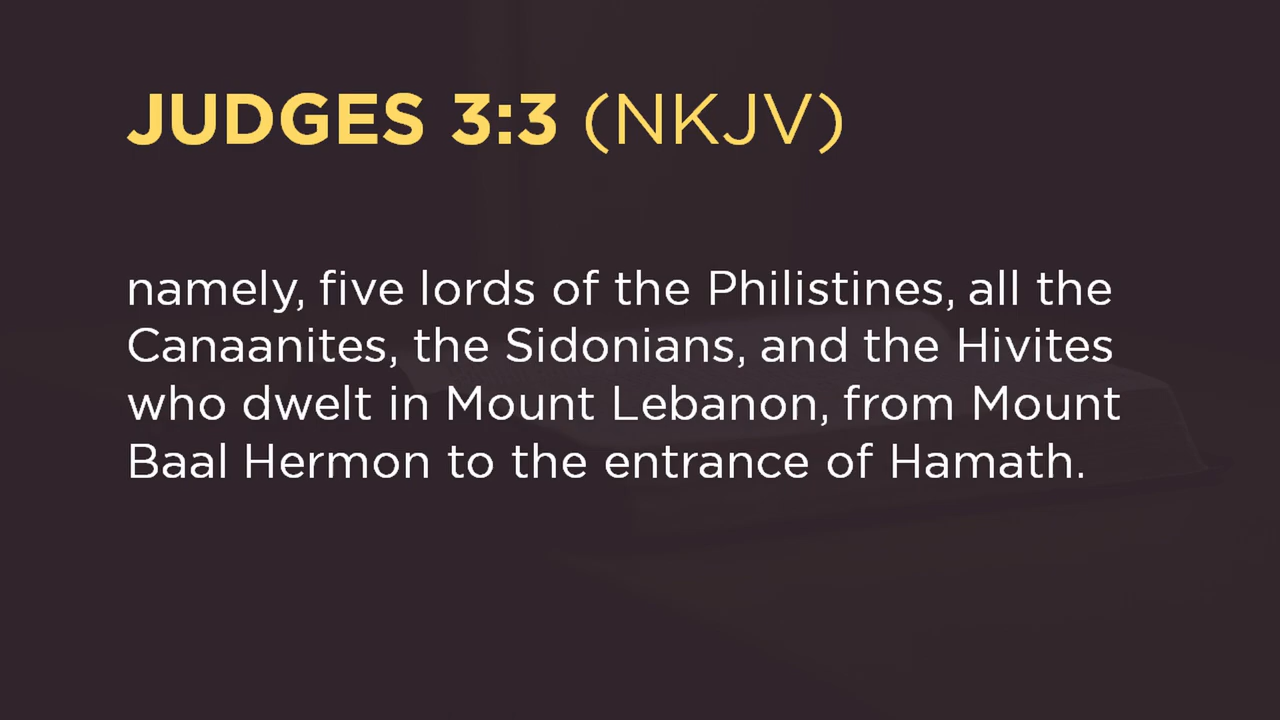 JUDGES 3:3 (NKJV)
namely, five lords of the Philistines, all the
Canaanites, the Sidonians, and the Hivites
who dwelt in Mount Lebanon, from Mount
Baal Hermon to the entrance of Hamath.